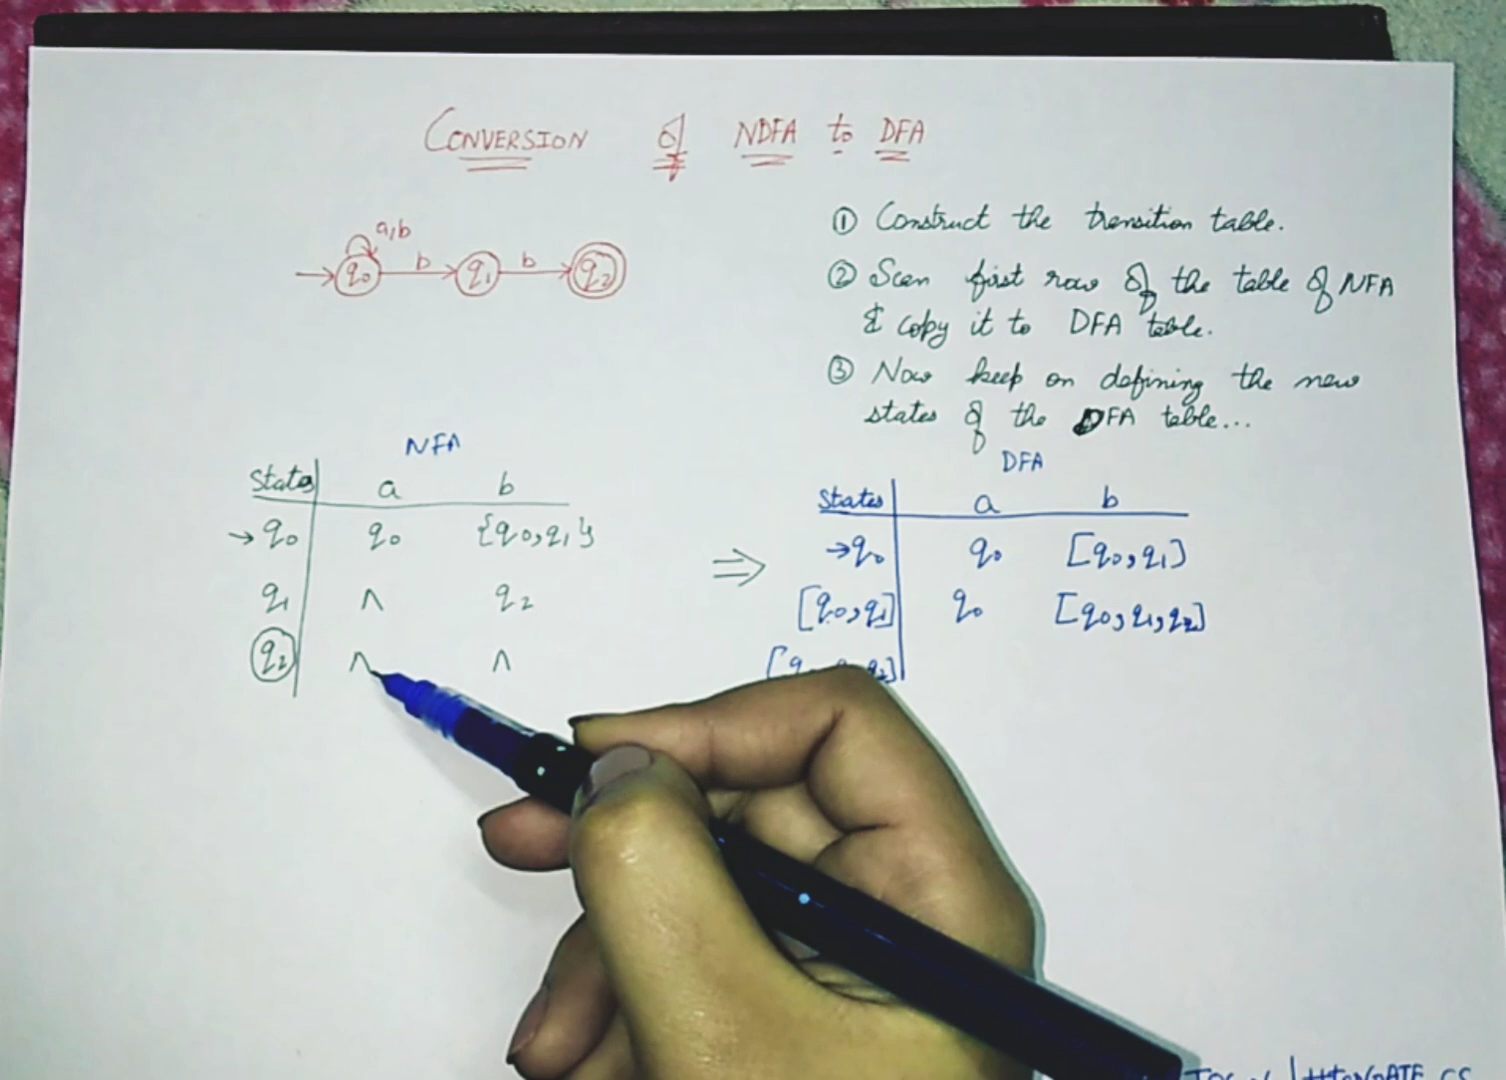 CONVERSION of NDFA to DFA
a,b
q0 b q1 b q2
① Construct the transition table.
② Scan first row of the table of NFA
& copy it to DFA table.
③ Now keep on defining the new
states of the DFA table...
NFA
States a b
→q0 q0 {q0,q1}
q1 ∧ q2
q2 ∧ ∧
⇒
DFA
States a b
→q0 q0 [q0,q1]
[q0,q1] q0 [q0,q1,q2]
[q q2]